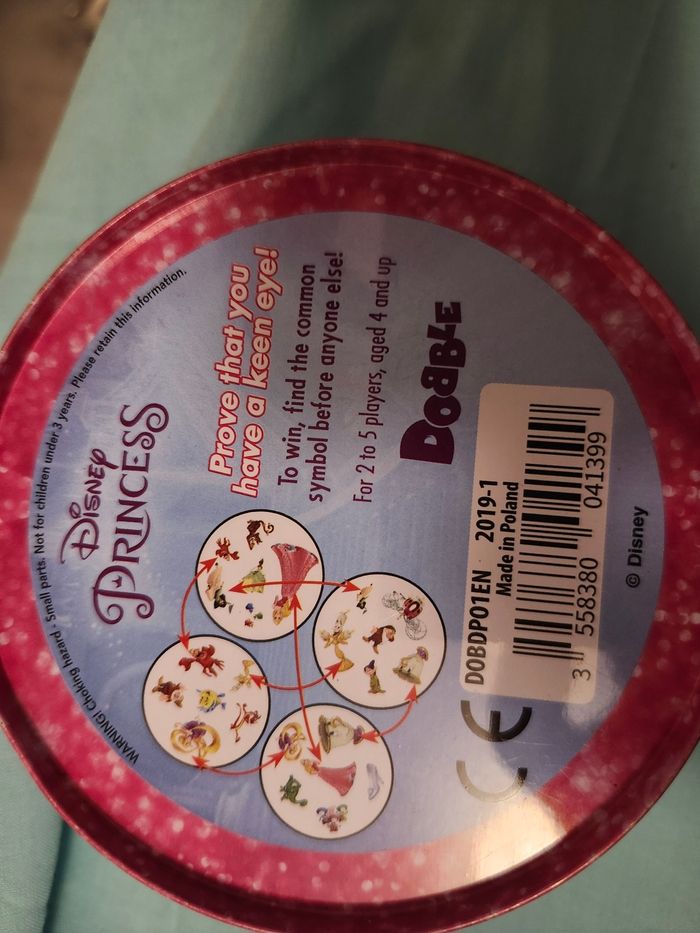 WARNING! Choking hazard - Small parts. Not for children under 3 years. Please retain this information.
Disney
PRINCESS
Prove that you
have a keen eye!
To win, find the common
symbol before anyone else!
For 2 to 5 players, aged 4 and up
DOBBLE
DOBDP01EN 2019-1
Made in Poland
3 558380 041399
CE
© Disney